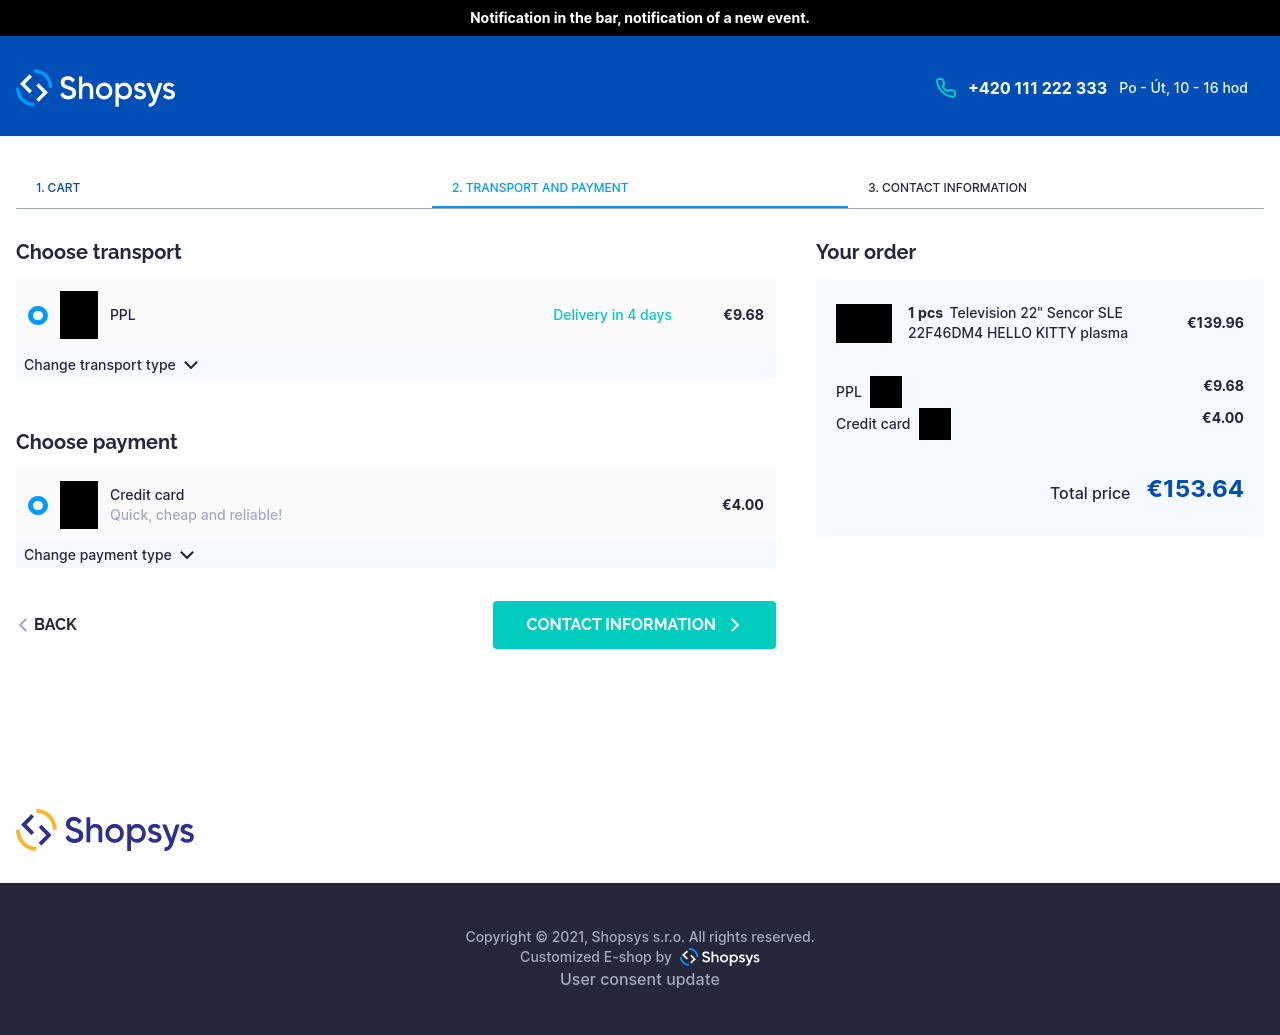 Notification in the bar, notification of a new event.
Shopsys
+420 111 222 333 Po - Út, 10 - 16 hod
1. CART
2. TRANSPORT AND PAYMENT
3. CONTACT INFORMATION
Choose transport
PPL
Delivery in 4 days
€9.68
Change transport type
Choose payment
Credit card
Quick, cheap and reliable!
€4.00
Change payment type
BACK
CONTACT INFORMATION
Your order
1 pcs Television 22" Sencor SLE
22F46DM4 HELLO KITTY plasma
€139.96
PPL
€9.68
Credit card
€4.00
Total price €153.64
Shopsys
Copyright © 2021, Shopsys s.r.o. All rights reserved.
Customized E-shop by Shopsys
User consent update